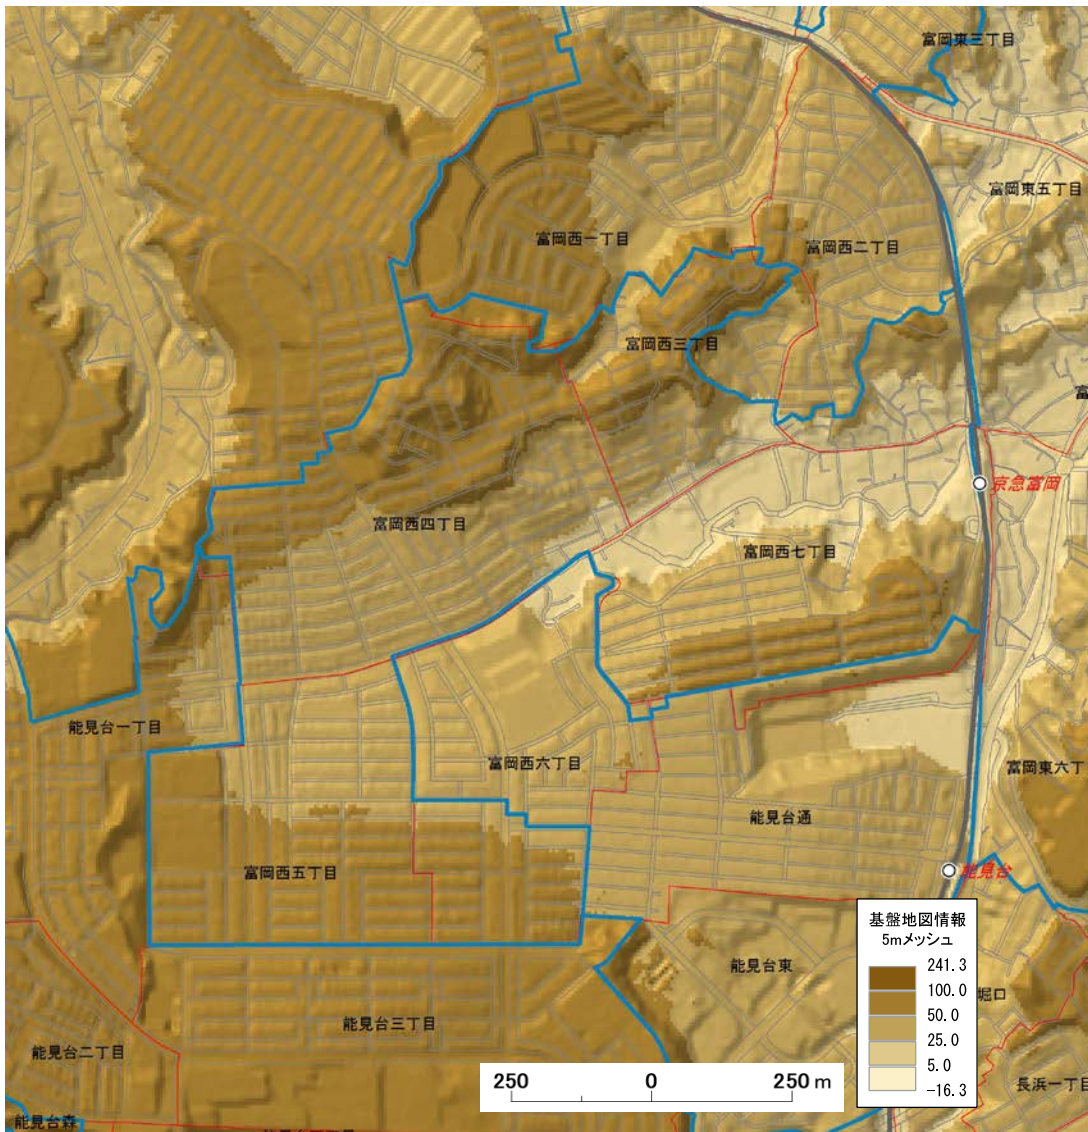 富岡東三丁目
富岡東五丁目
富岡西一丁目
富岡西二丁目
富岡西三丁目
富
京急富岡
富岡西四丁目
富岡西七丁目
能見台一丁目
富岡西六丁目
富岡東六丁
能見台通
富岡西五丁目
能見台
能見台東
堀口
能見台三丁目
能見台二丁目
長浜一丁目
能見台森
基盤地図情報
5mメッシュ
241.3
100.0
50.0
25.0
5.0
-16.3
250 0 250 m